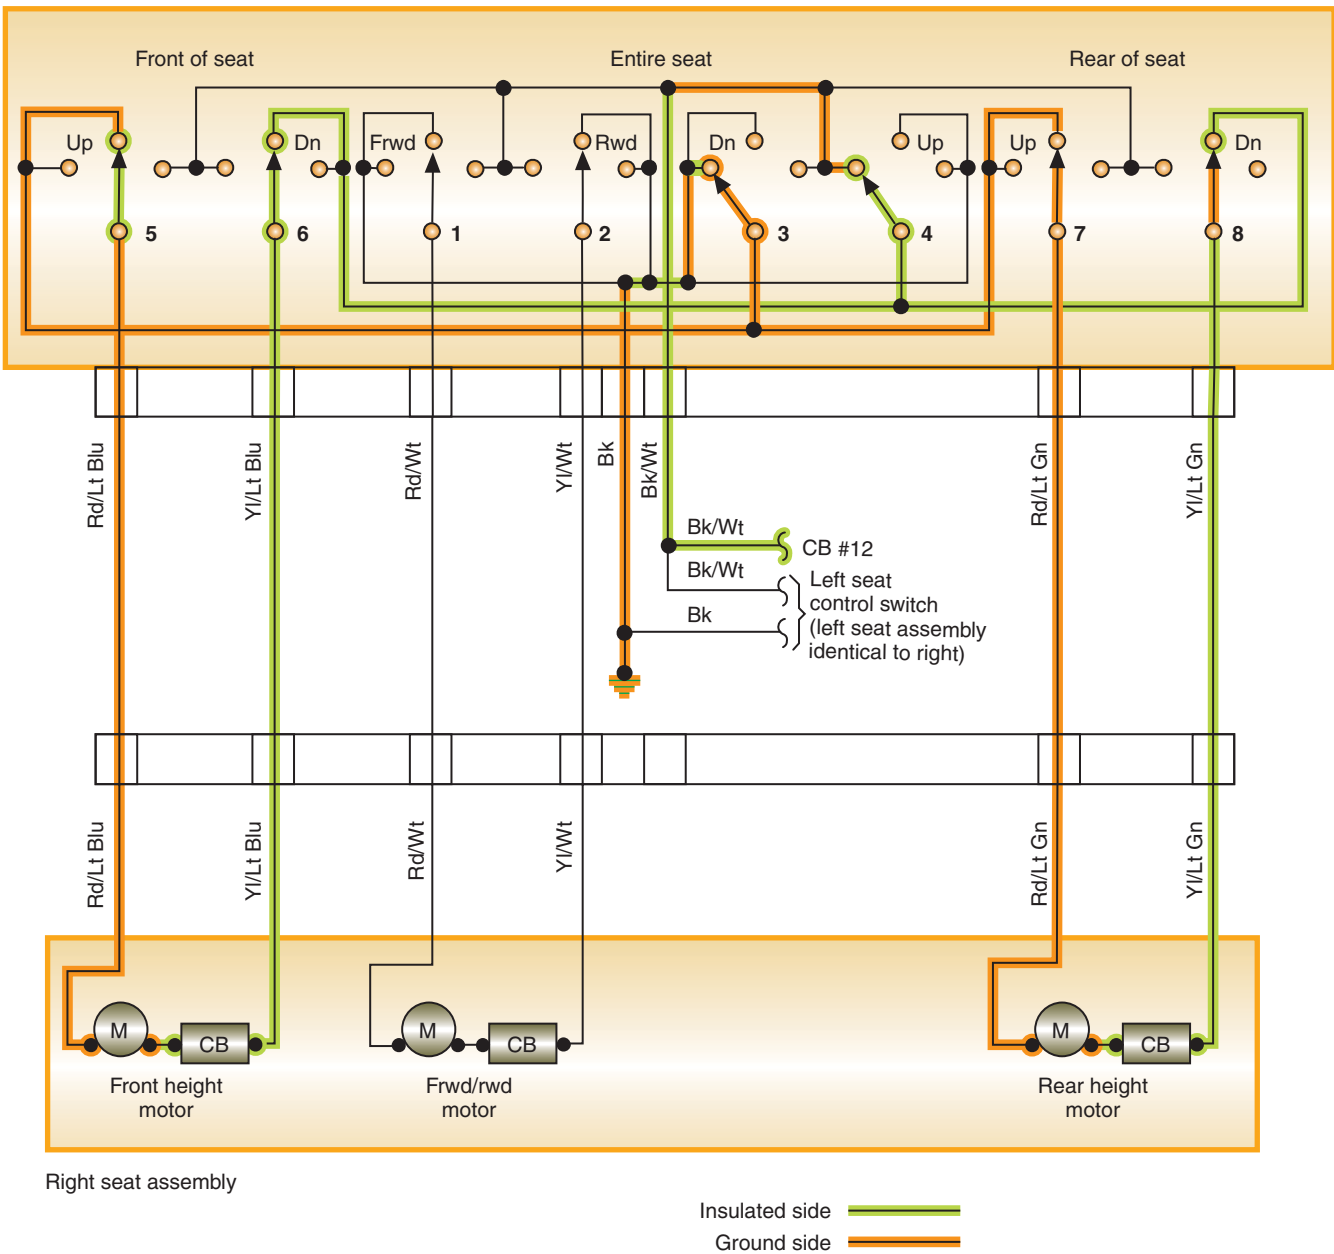 Front of seat
Entire seat
Rear of seat
Up
Dn
Frwd
Rwd
Dn
Up
Up
Dn
5
6
1
2
3
4
7
8
Rd/Lt Blu
Yl/Lt Blu
Rd/Wt
Yl/Wt
Bk
Bk/Wt
Rd/Lt Gn
Yl/Lt Gn
Bk/Wt
CB #12
Bk/Wt
Left seat
control switch
(left seat assembly
identical to right)
Bk
Rd/Lt Blu
Yl/Lt Blu
Rd/Wt
Yl/Wt
Rd/Lt Gn
Yl/Lt Gn
M
CB
M
CB
M
CB
Front height
motor
Frwd/rwd
motor
Rear height
motor
Right seat assembly
Insulated side
Ground side